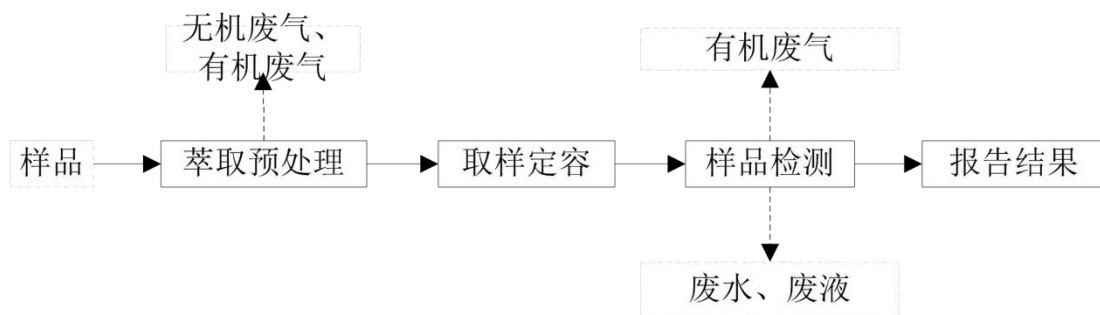 无机废气、
有机废气
有机废气
样品
萃取预处理
取样定容
样品检测
报告结果
废水、废液